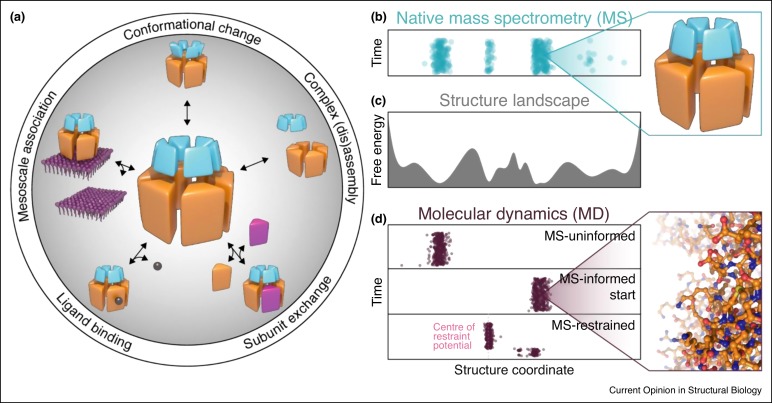 (a)
Conformational change
Complex (dis)assembly
Mesoscale association
Ligand binding
Subunit exchange
(b)
Native mass spectrometry (MS)
Time
(c)
Structure landscape
Free energy
(d)
Molecular dynamics (MD)
MS-uninformed
MS-informed
start
Time
MS-restrained
Centre of
restraint
potential
Structure coordinate
Current Opinion in Structural Biology